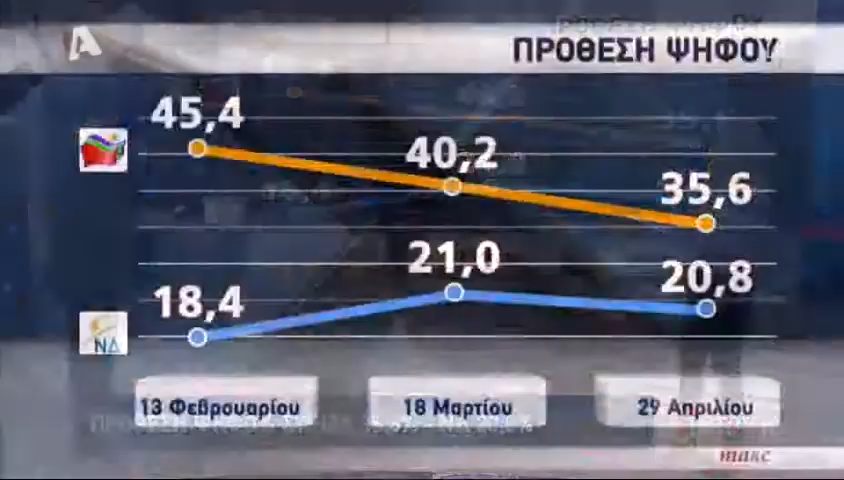 ΠΡΟΘΕΣΗ ΨΗΦΟΥ
45,4
40,2
35,6
21,0
20,8
18,4
ΝΔ
13 Φεβρουαρίου
18 Μαρτίου
29 Απριλίου